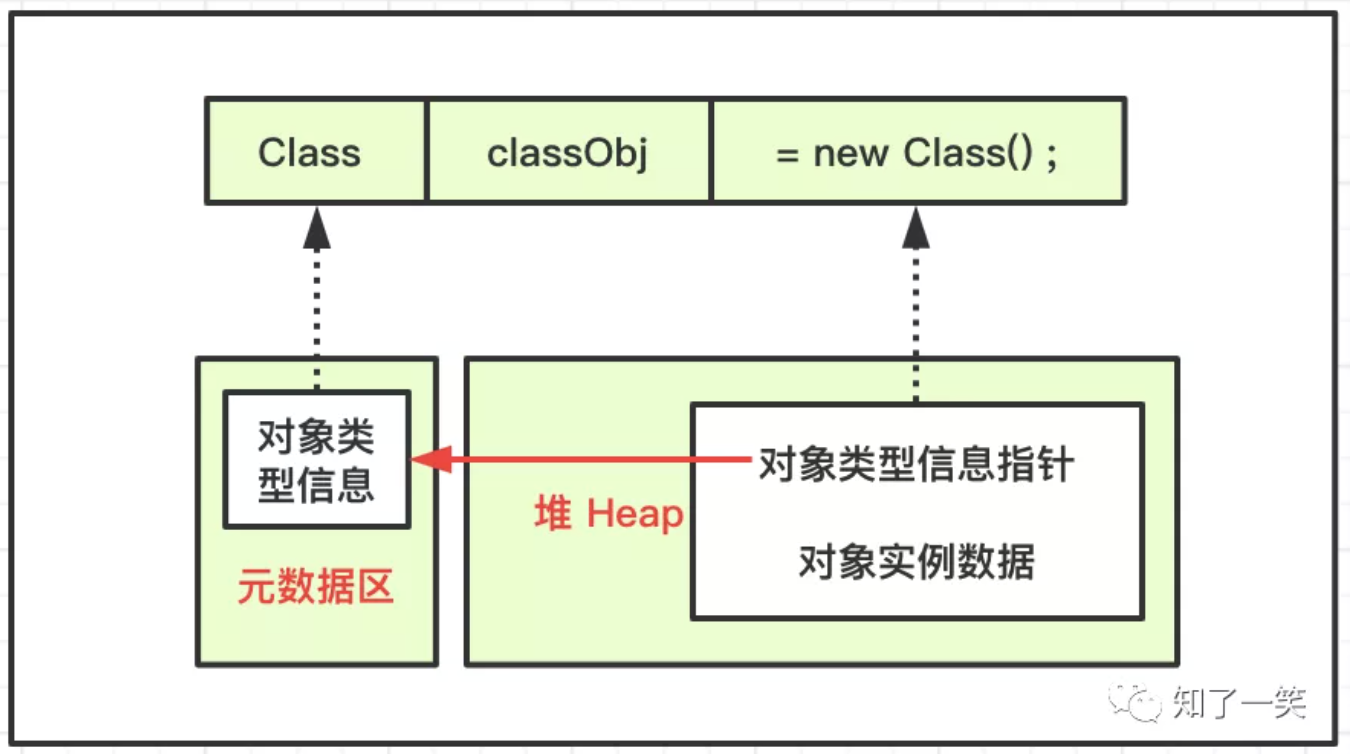 Class classObj = new Class() ;
对象类
型信息
元数据区
对象类型信息指针
堆 Heap
对象实例数据
知了一笑